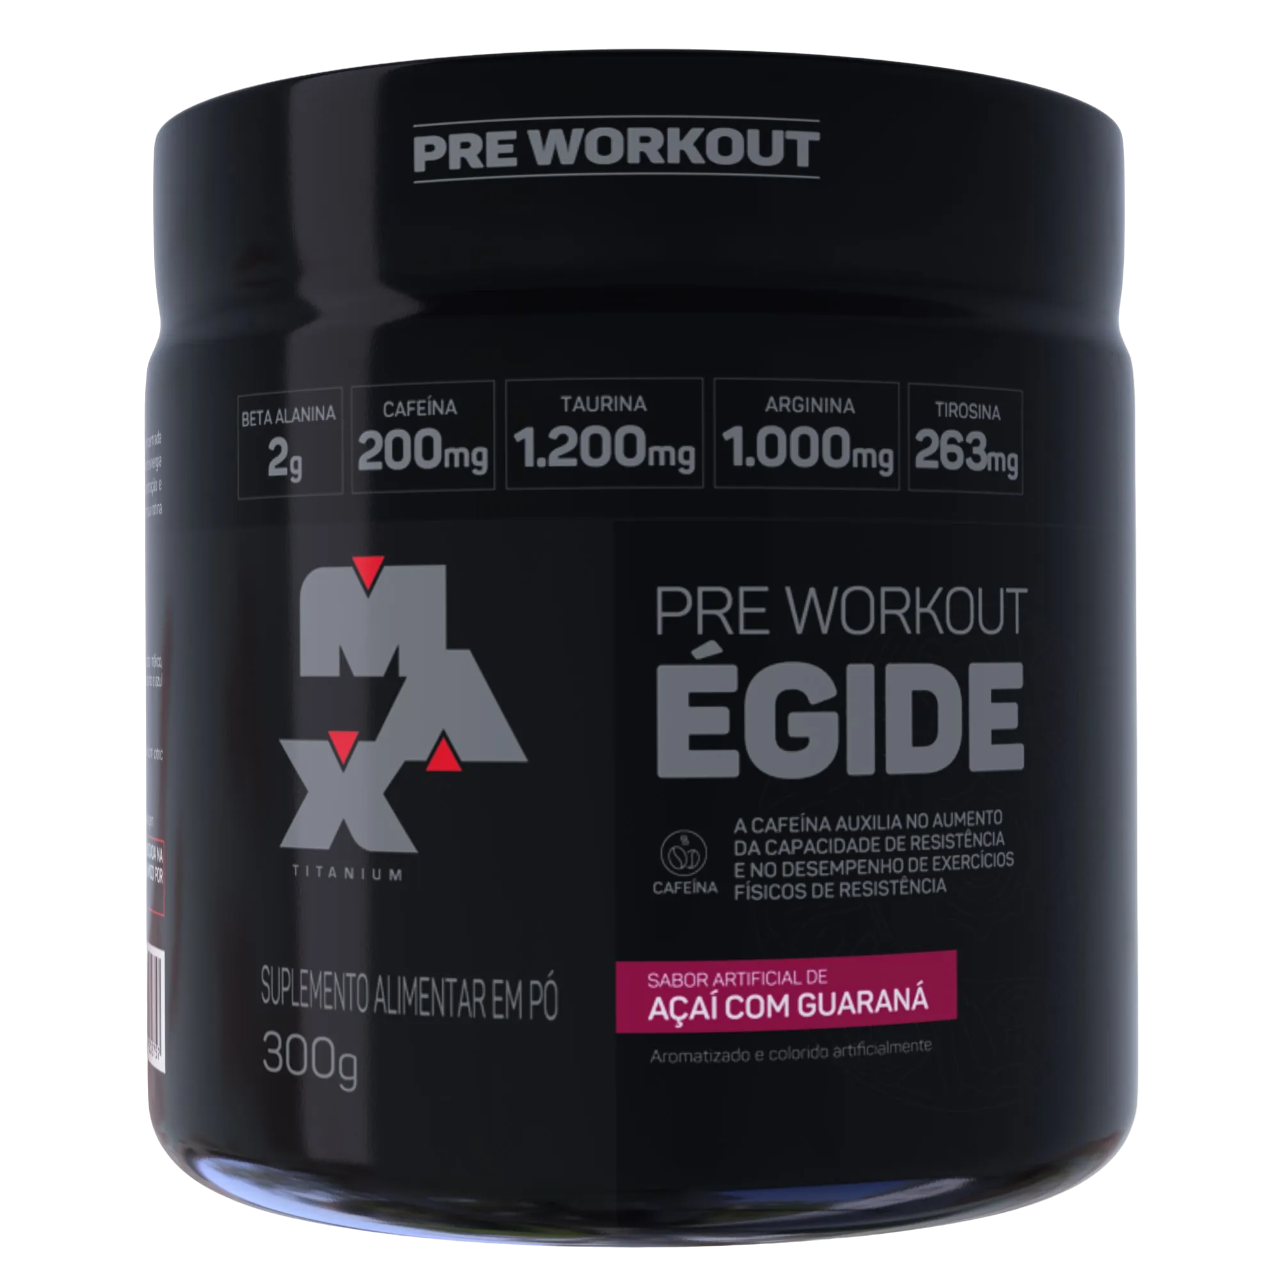 PRE WORKOUT
BETA ALANINA
2g
CAFEÍNA
200mg
TAURINA
1.200mg
ARGININA
1.000mg
TIROSINA
263mg
MAX
TITANIUM
PRE WORKOUT
ÉGIDE
CAFEÍNA
A CAFEÍNA AUXILIA NO AUMENTO
DA CAPACIDADE DE RESISTÊNCIA
E NO DESEMPENHO DE EXERCÍCIOS
FÍSICOS DE RESISTÊNCIA
SUPLEMENTO ALIMENTAR EM PÓ
300g
SABOR ARTIFICIAL DE
AÇAÍ COM GUARANÁ
Aromatizado e colorido artificialmente